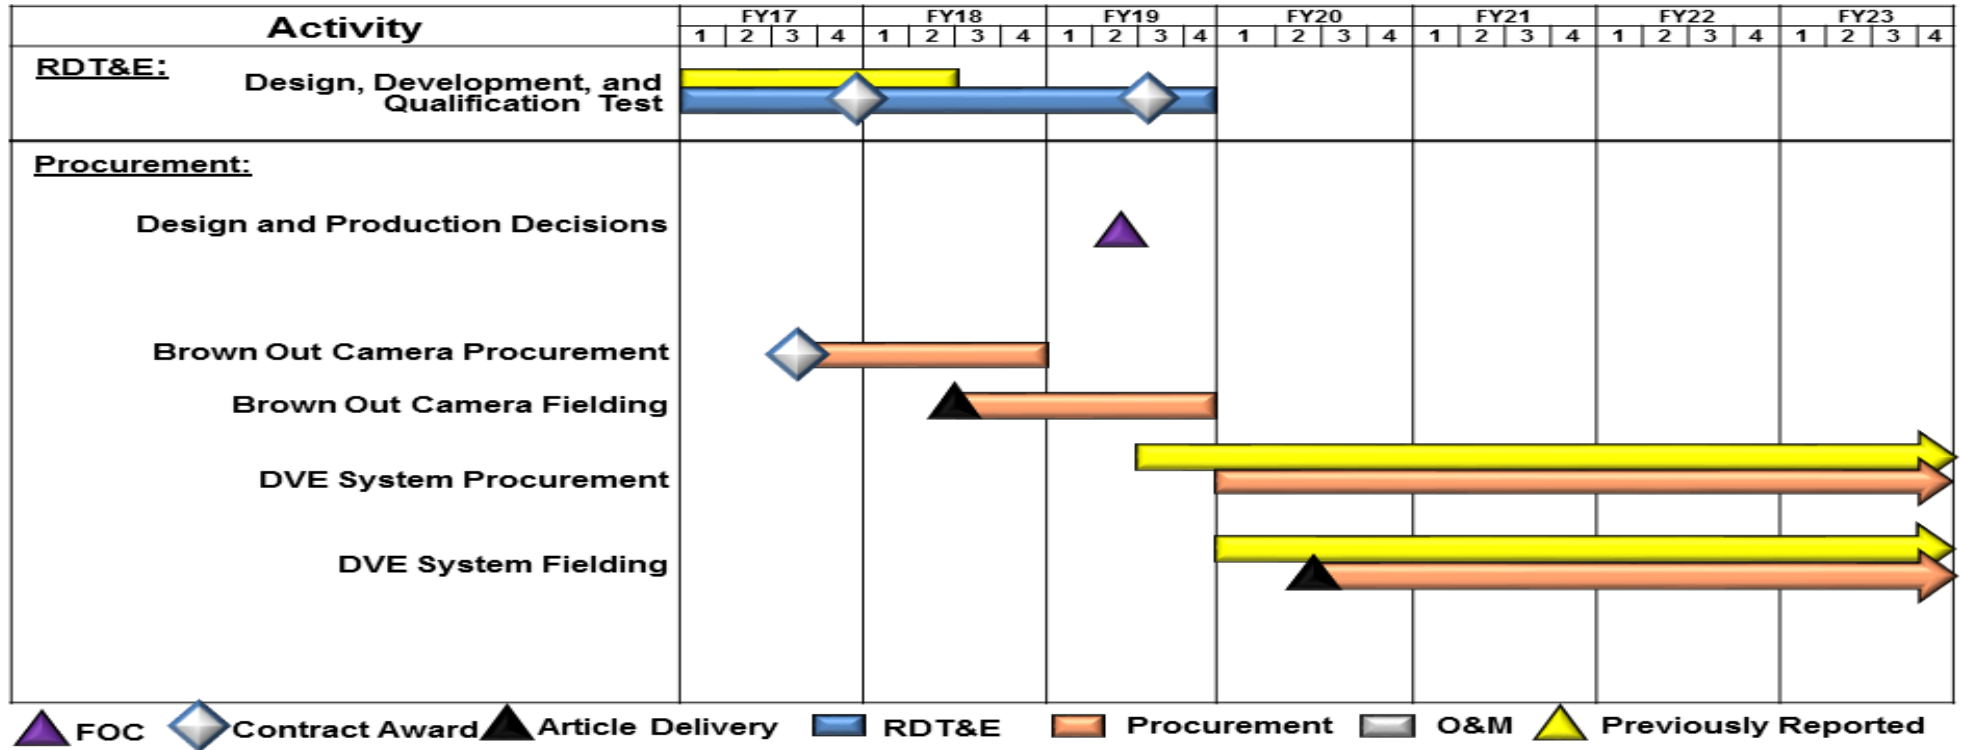 Activity
FY17 FY18 FY19 FY20 FY21 FY22 FY23
1 2 3 4 1 2 3 4 1 2 3 4 1 2 3 4 1 2 3 4 1 2 3 4 1 2 3 4
RDT&E:
Design, Development, and
Qualification Test
Procurement:
Design and Production Decisions
Brown Out Camera Procurement
Brown Out Camera Fielding
DVE System Procurement
DVE System Fielding
FOC Contract Award Article Delivery RDT&E Procurement O&M Previously Reported